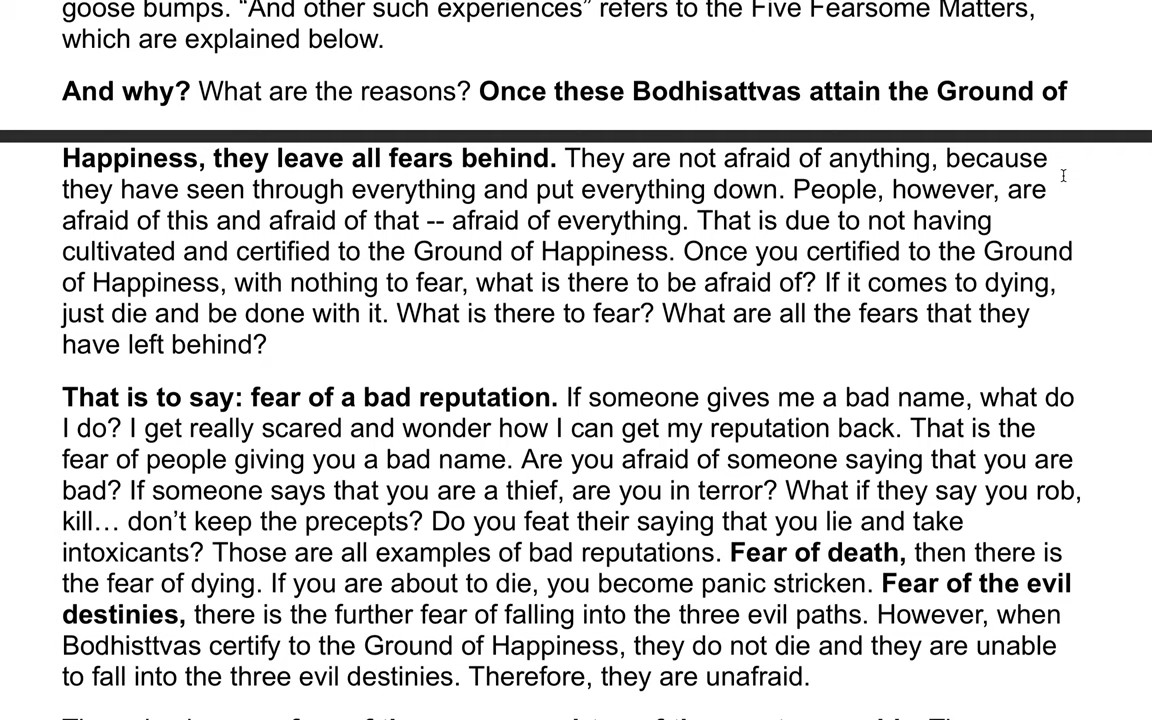 goose bumps. “And other such experiences” refers to the Five Fearsome Matters,
which are explained below.
And why? What are the reasons? Once these Bodhisattvas attain the Ground of
Happiness, they leave all fears behind. They are not afraid of anything, because
they have seen through everything and put everything down. People, however, are
afraid of this and afraid of that -- afraid of everything. That is due to not having
cultivated and certified to the Ground of Happiness. Once you certified to the Ground
of Happiness, with nothing to fear, what is there to be afraid of? If it comes to dying,
just die and be done with it. What is there to fear? What are all the fears that they
have left behind?
That is to say: fear of a bad reputation. If someone gives me a bad name, what do
I do? I get really scared and wonder how I can get my reputation back. That is the
fear of people giving you a bad name. Are you afraid of someone saying that you are
bad? If someone says that you are a thief, are you in terror? What if they say you rob,
kill… don’t keep the precepts? Do you feat their saying that you lie and take
intoxicants? Those are all examples of bad reputations. Fear of death, then there is
the fear of dying. If you are about to die, you become panic stricken. Fear of the evil
destinies, there is the further fear of falling into the three evil paths. However, when
Bodhisttvas certify to the Ground of Happiness, they do not die and they are unable
to fall into the three evil destinies. Therefore, they are unafraid.